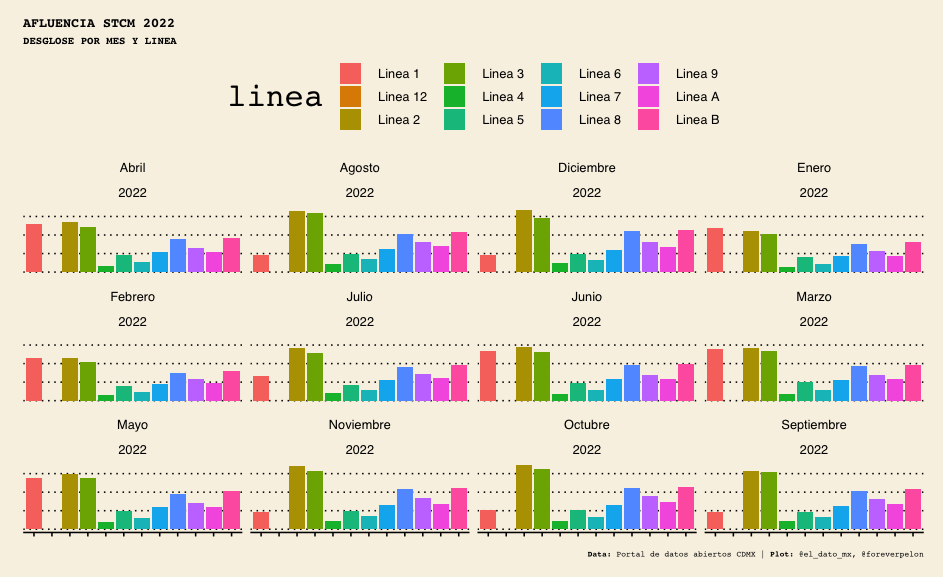 AFLUENCIA STCM 2022
DESGLOSE POR MES Y LINEA
linea
Linea 1 Linea 3 Linea 6 Linea 9
Linea 12 Linea 4 Linea 7 Linea A
Linea 2 Linea 5 Linea 8 Linea B
Abril Agosto Diciembre Enero
2022 2022 2022 2022
Febrero Julio Junio Marzo
2022 2022 2022 2022
Mayo Noviembre Octubre Septiembre
2022 2022 2022 2022
Data: Portal de datos abiertos CDMX | Plot: @el_dato_mx, @foreverpelon